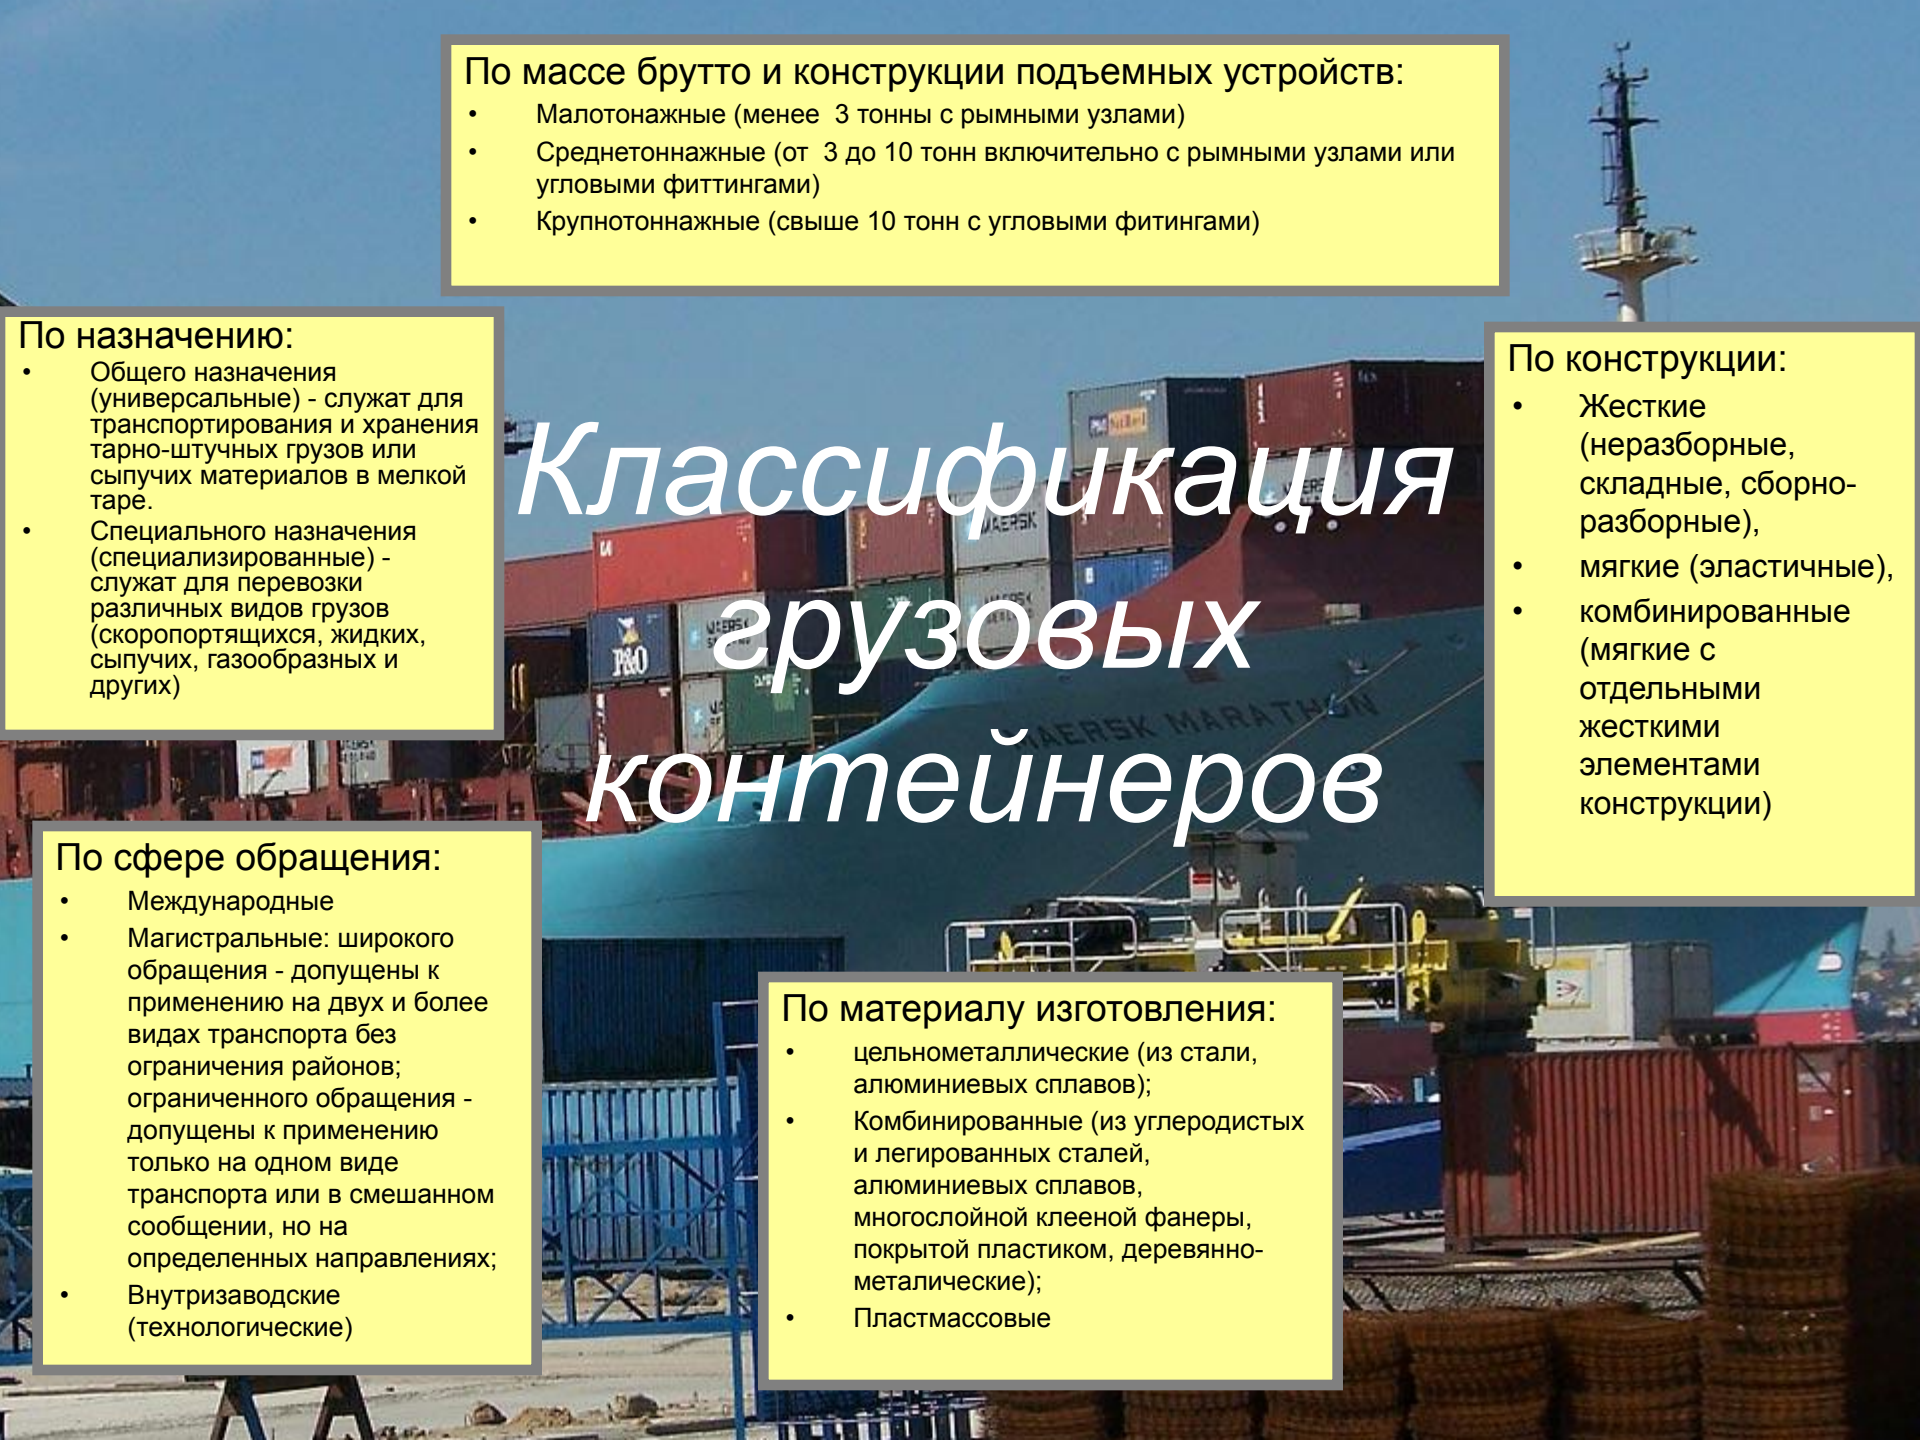 По массе брутто и конструкции подъемных устройств:
• Малотонажные (менее 3 тонны с рымными узлами)
• Среднетоннажные (от 3 до 10 тонн включительно с рымными узлами или
угловыми фиттингами)
• Крупнотоннажные (свыше 10 тонн с угловыми фитингами)
По назначению:
• Общего назначения
(универсальные) - служат для
транспортирования и хранения
тарно-штучных грузов или
сыпучих материалов в мелкой
таре.
• Специального назначения
(специализированные) -
служат для перевозки
различных видов грузов
(скоропортящихся, жидких,
сыпучих, газообразных и
других)
Классификация
грузовых
контейнеров
По конструкции:
• Жесткие
(неразборные,
складные, сборно-
разборные),
• мягкие (эластичные),
• комбинированные
(мягкие с
отдельными
жесткими
элементами
конструкции)
По сфере обращения:
• Международные
• Магистральные: широкого
обращения - допущены к
применению на двух и более
видах транспорта без
ограничения районов;
ограниченного обращения -
допущены к применению
только на одном виде
транспорта или в смешанном
сообщении, но на
определенных направлениях;
• Внутризаводские
(технологические)
По материалу изготовления:
• цельнометаллические (из стали,
алюминиевых сплавов);
• Комбинированные (из углеродистых
и легированных сталей,
алюминиевых сплавов,
многослойной клееной фанеры,
покрытой пластиком, деревянно-
металические);
• Пластмассовые
MAERSK
P&O
MAERSK MARATHON